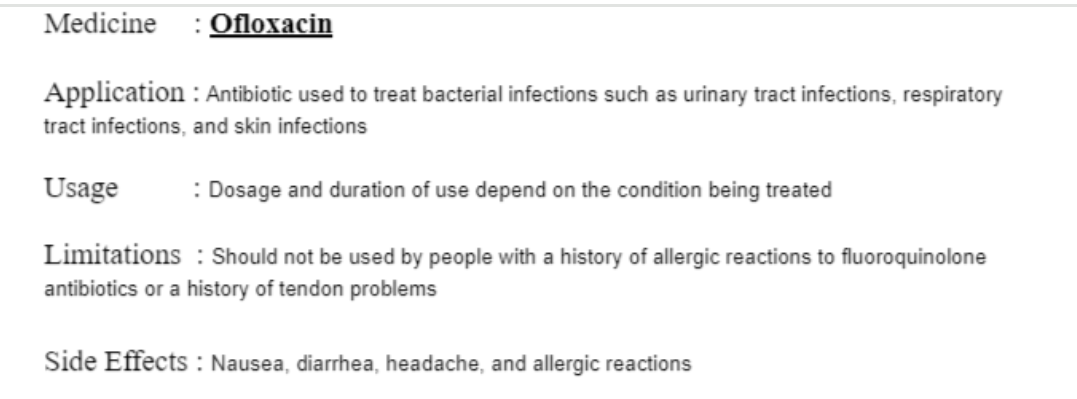 Medicine : Ofloxacin
Application : Antibiotic used to treat bacterial infections such as urinary tract infections, respiratory
tract infections, and skin infections
Usage : Dosage and duration of use depend on the condition being treated
Limitations : Should not be used by people with a history of allergic reactions to fluoroquinolone
antibiotics or a history of tendon problems
Side Effects : Nausea, diarrhea, headache, and allergic reactions